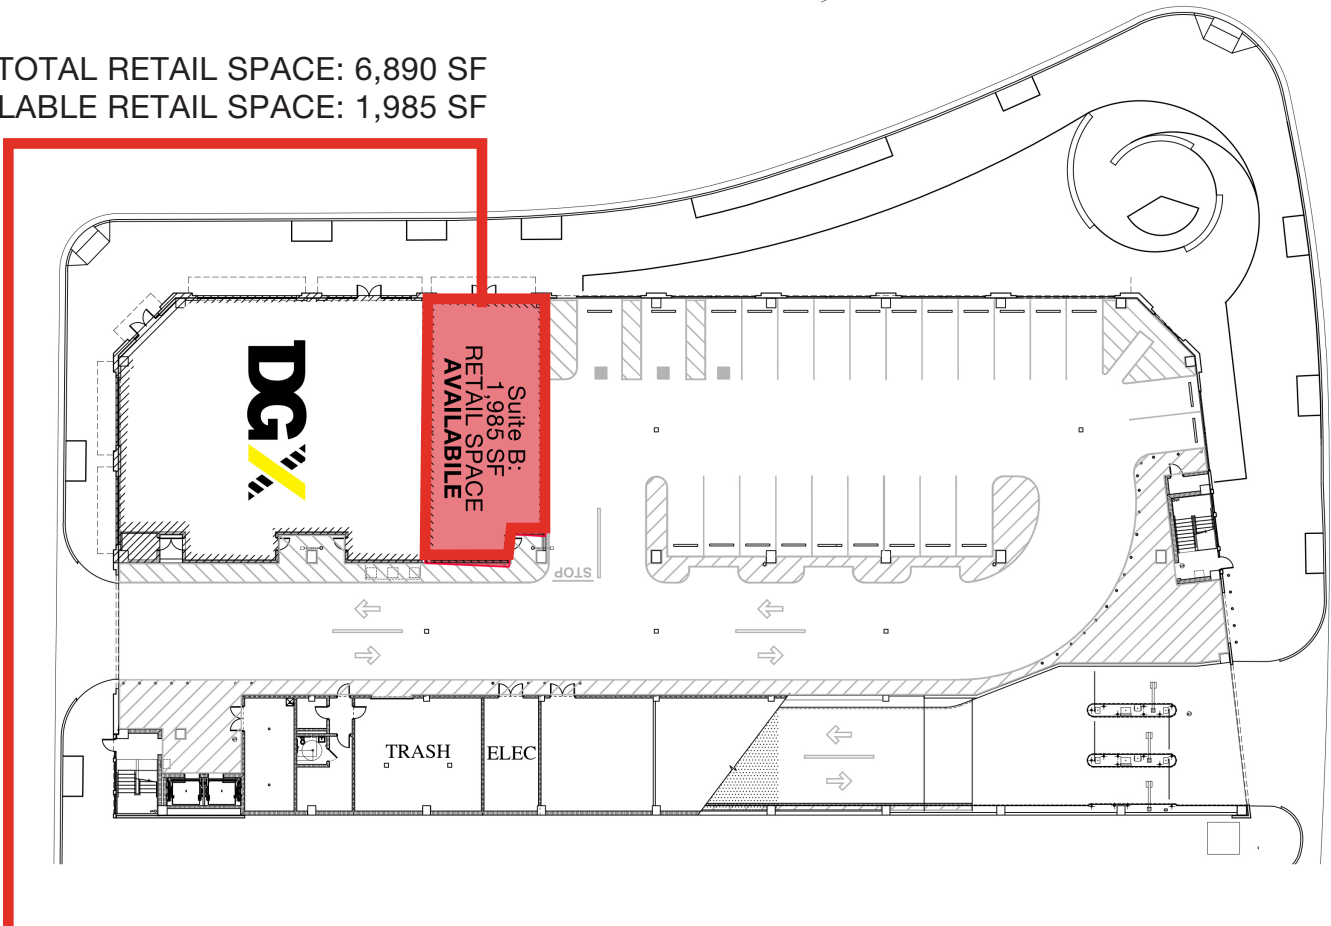 TOTAL RETAIL SPACE: 6,890 SF
LABLE RETAIL SPACE: 1,985 SF
DGX
Suite B:
1,985 SF
RETAIL SPACE
AVAILABILE
STOP
TRASH
ELEC